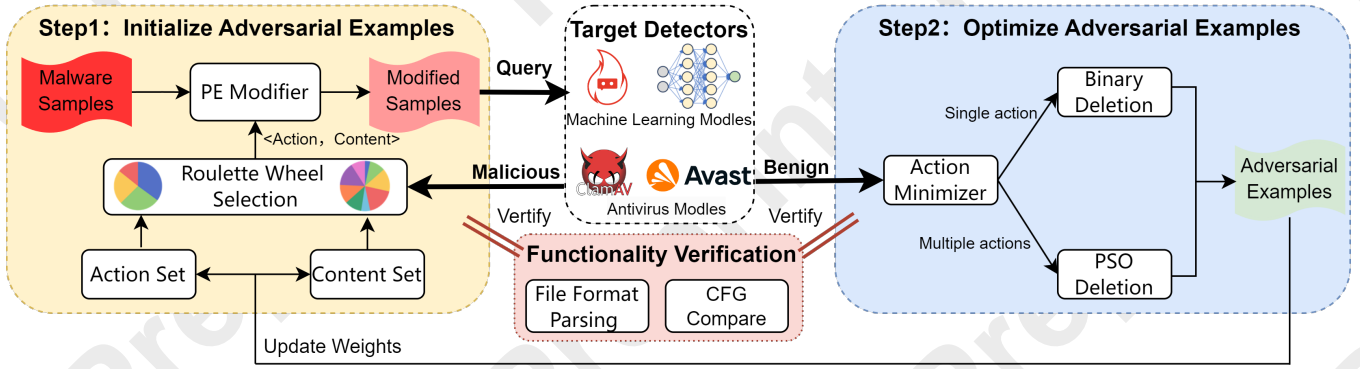 Step1：Initialize Adversarial Examples
Malware
Samples
PE Modifier
Modified
Samples
<Action，Content>
Roulette Wheel
Selection
Action Set
Content Set
Update Weights
Query
Malicious
Target Detectors
Machine Learning Modles
ClamAV
Avast
Antivirus Modles
Benign
Vertify
Vertify
Functionality Verification
File Format
Parsing
CFG
Compare
Step2：Optimize Adversarial Examples
Action
Minimizer
Single action
Multiple actions
Binary
Deletion
PSO
Deletion
Adversarial
Examples